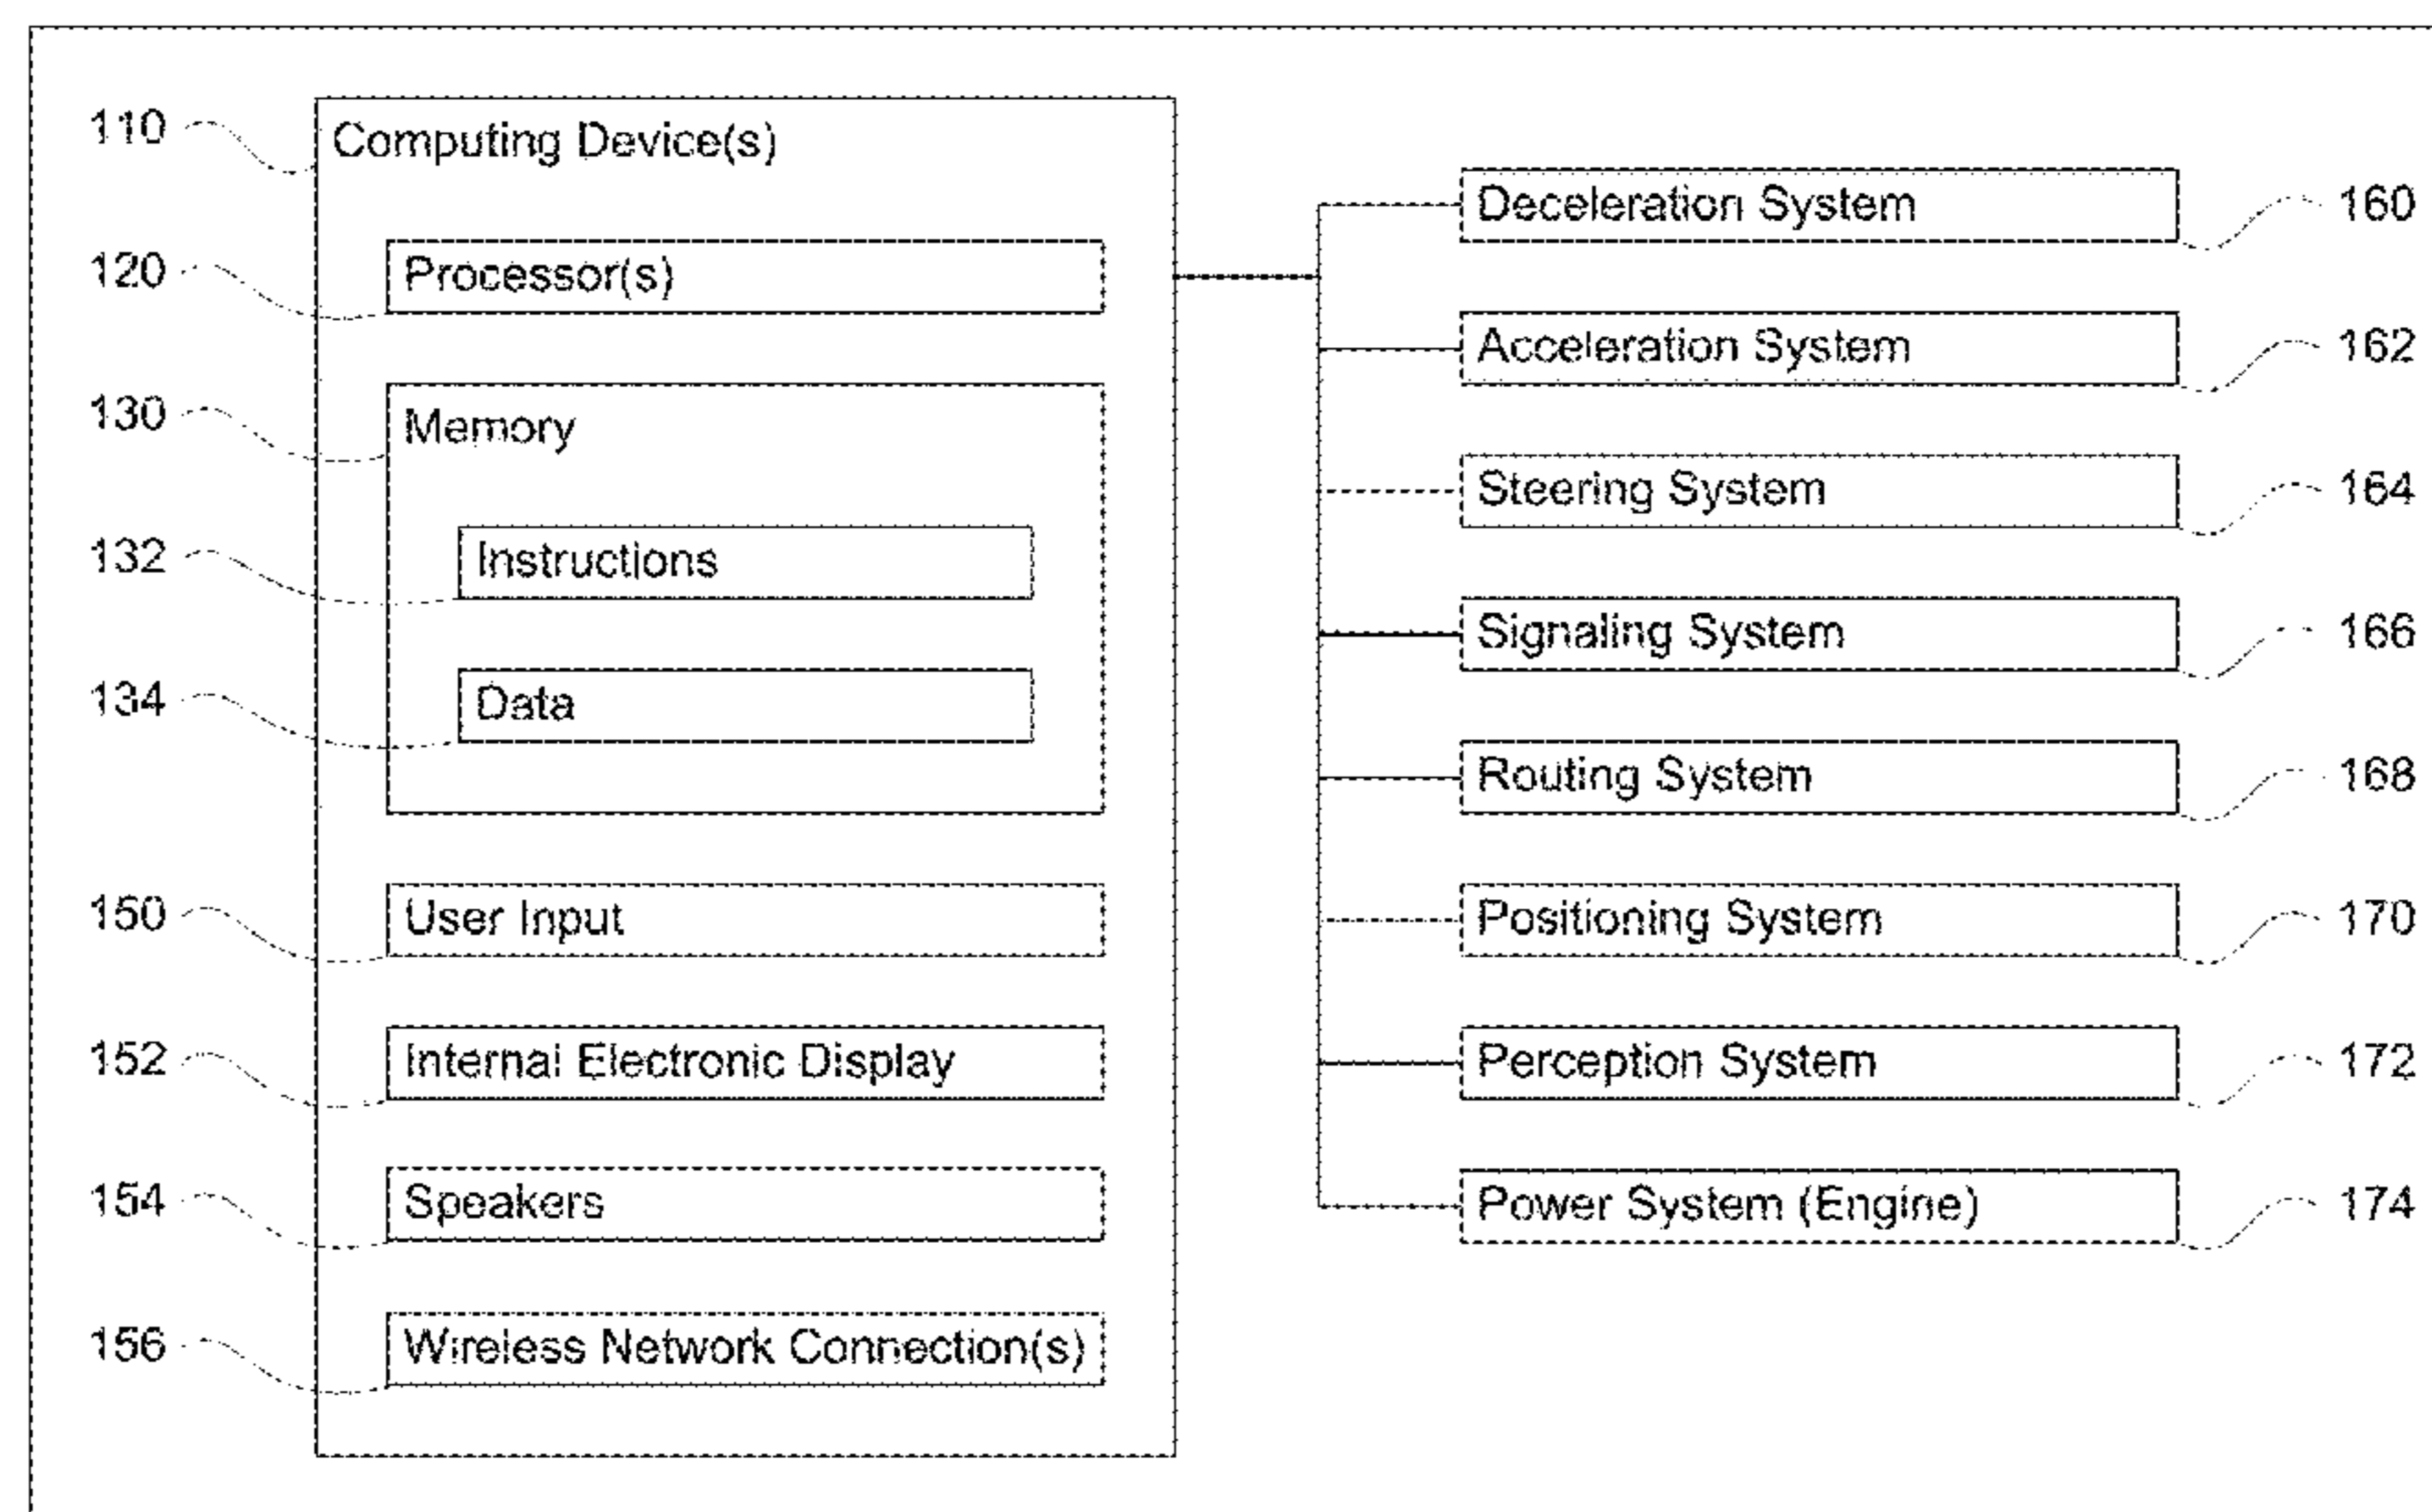 110 Computing Device(s)
120 Processor(s)
130 Memory
132 Instructions
134 Data
150 User Input
152 Internal Electronic Display
154 Speakers
156 Wireless Network Connection(s)
Deceleration System 160
Acceleration System 162
Steering System 164
Signaling System 166
Routing System 168
Positioning System 170
Perception System 172
Power System (Engine) 174